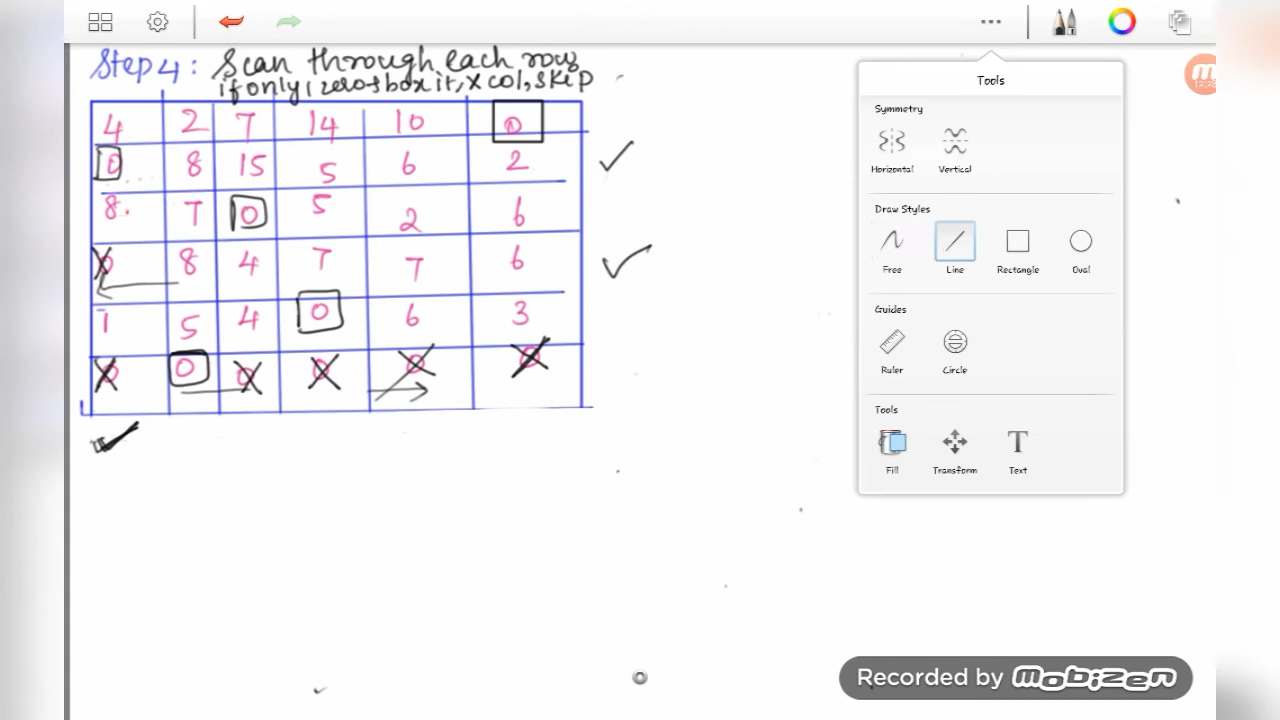 Step 4: Scan through each row
if only 1 zero → box it, X col, skip
4 2 7 14 10 0
0 8 15 5 6 2
8 7 0 5 2 6
0 8 4 7 7 6
1 5 4 0 6 3
0 0 0 0 0 0
Tools
Symmetry
Horizontal Vertical
Draw Styles
Free Line Rectangle Oval
Guides
Ruler Circle
Tools
Fill Transform Text
T
Recorded by mobizen